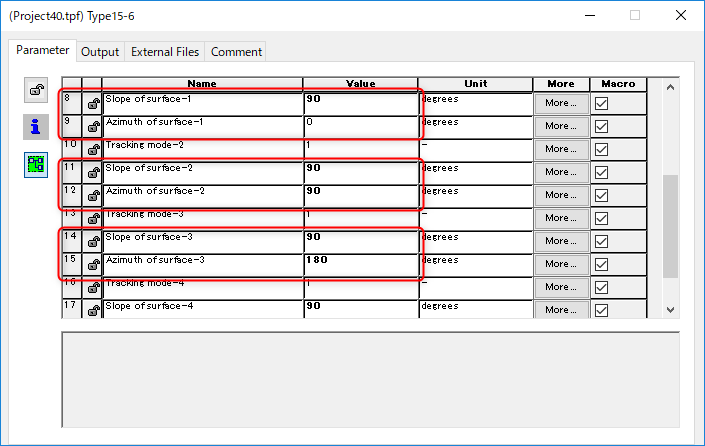 (Project40.tpf) Type15-6
Parameter Output External Files Comment
Name Value Unit More Macro
8 Slope of surface-1 90 degrees More...
9 Azimuth of surface-1 0 degrees More...
10 Tracking mode-2 1 - More...
11 Slope of surface-2 90 degrees More...
12 Azimuth of surface-2 90 degrees More...
13 Tracking mode-3 1 - More...
14 Slope of surface-3 90 degrees More...
15 Azimuth of surface-3 180 degrees More...
16 Tracking mode-4 1 - More...
17 Slope of surface-4 90 degrees More...